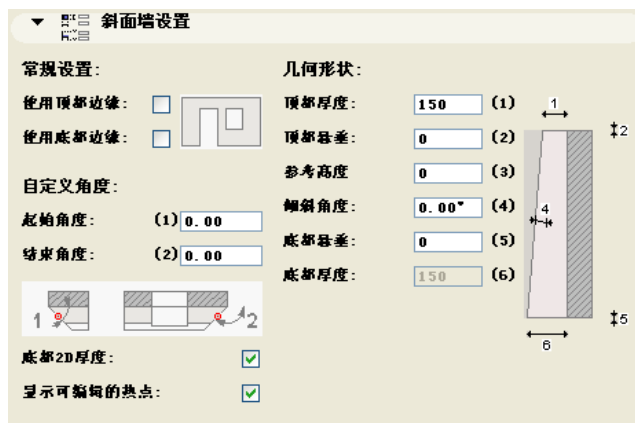 斜面墙设置
常规设置:
使用顶部边缘:
使用底部边缘:
自定义角度:
起始角度: (1) 0.00
结束角度: (2) 0.00
1
2
底部2D厚度:
显示可编辑的热点:
几何形状:
顶部厚度: 150 (1)
顶部悬垂: 0 (2)
参考高度 0 (3)
倾斜角度: 0.00° (4)
底部悬垂: 0 (5)
底部厚度: 150 (6)
1
2
4
5
6